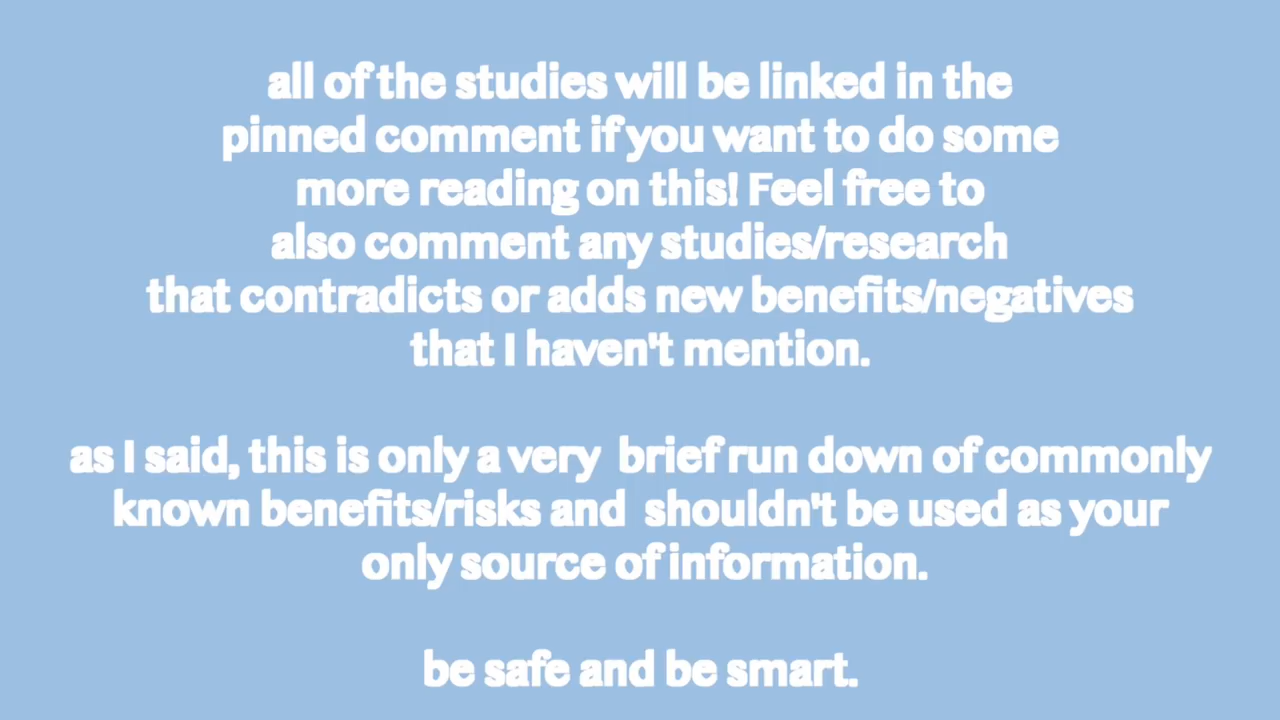 all of the studies will be linked in the
pinned comment if you want to do some
more reading on this! Feel free to
also comment any studies/research
that contradicts or adds new benefits/negatives
that I haven't mention.
as I said, this is only a very  brief run down of commonly
known benefits/risks and  shouldn't be used as your
only source of information.
be safe and be smart.